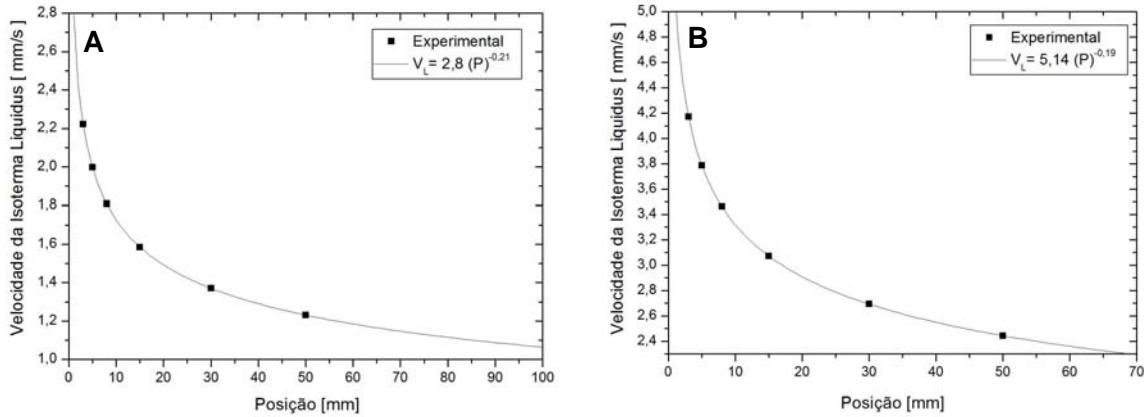 A
Experimental
V_L= 2,8 (P)^-0,21
Velocidade da Isoterma Liquidus [ mm/s]
2,8
2,6
2,4
2,2
2,0
1,8
1,6
1,4
1,2
1,0
0 10 20 30 40 50 60 70 80 90 100
Posição [mm]
B
Experimental
V_L= 5,14 (P)^-0,19
Velocidade da Isoterma Liquidus [ mm/s]
5,0
4,8
4,6
4,4
4,2
4,0
3,8
3,6
3,4
3,2
3,0
2,8
2,6
2,4
0 10 20 30 40 50 60 70
Posição [mm]